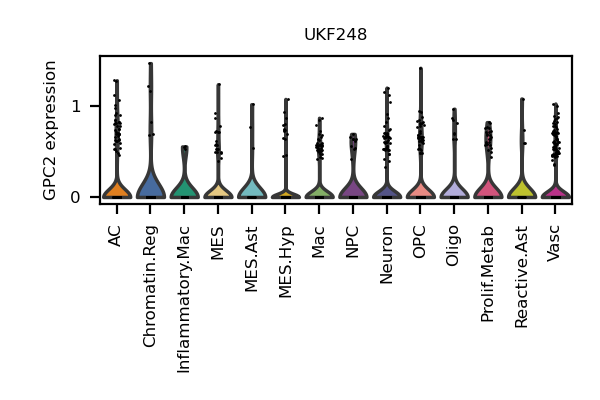 UKF248
GPC2 expression
1
0
AC
Chromatin.Reg
Inflammatory.Mac
MES
MES.Ast
MES.Hyp
Mac
NPC
Neuron
OPC
Oligo
Prolif.Metab
Reactive.Ast
Vasc